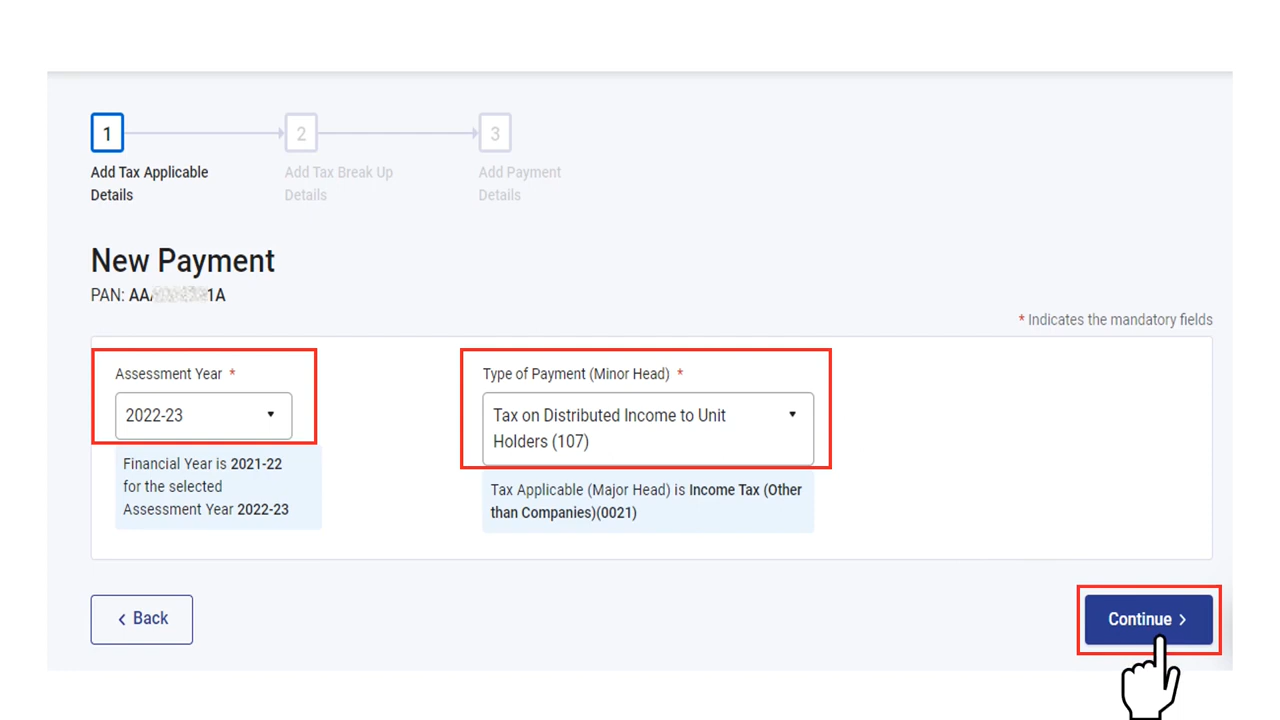 1
2
3
Add Tax Applicable
Details
Add Tax Break Up
Details
Add Payment
Details
New Payment
PAN: AA 1A
* Indicates the mandatory fields
Assessment Year *
2022-23
Financial Year is 2021-22
for the selected
Assessment Year 2022-23
Type of Payment (Minor Head) *
Tax on Distributed Income to Unit
Holders (107)
Tax Applicable (Major Head) is Income Tax (Other
than Companies)(0021)
< Back
Continue >